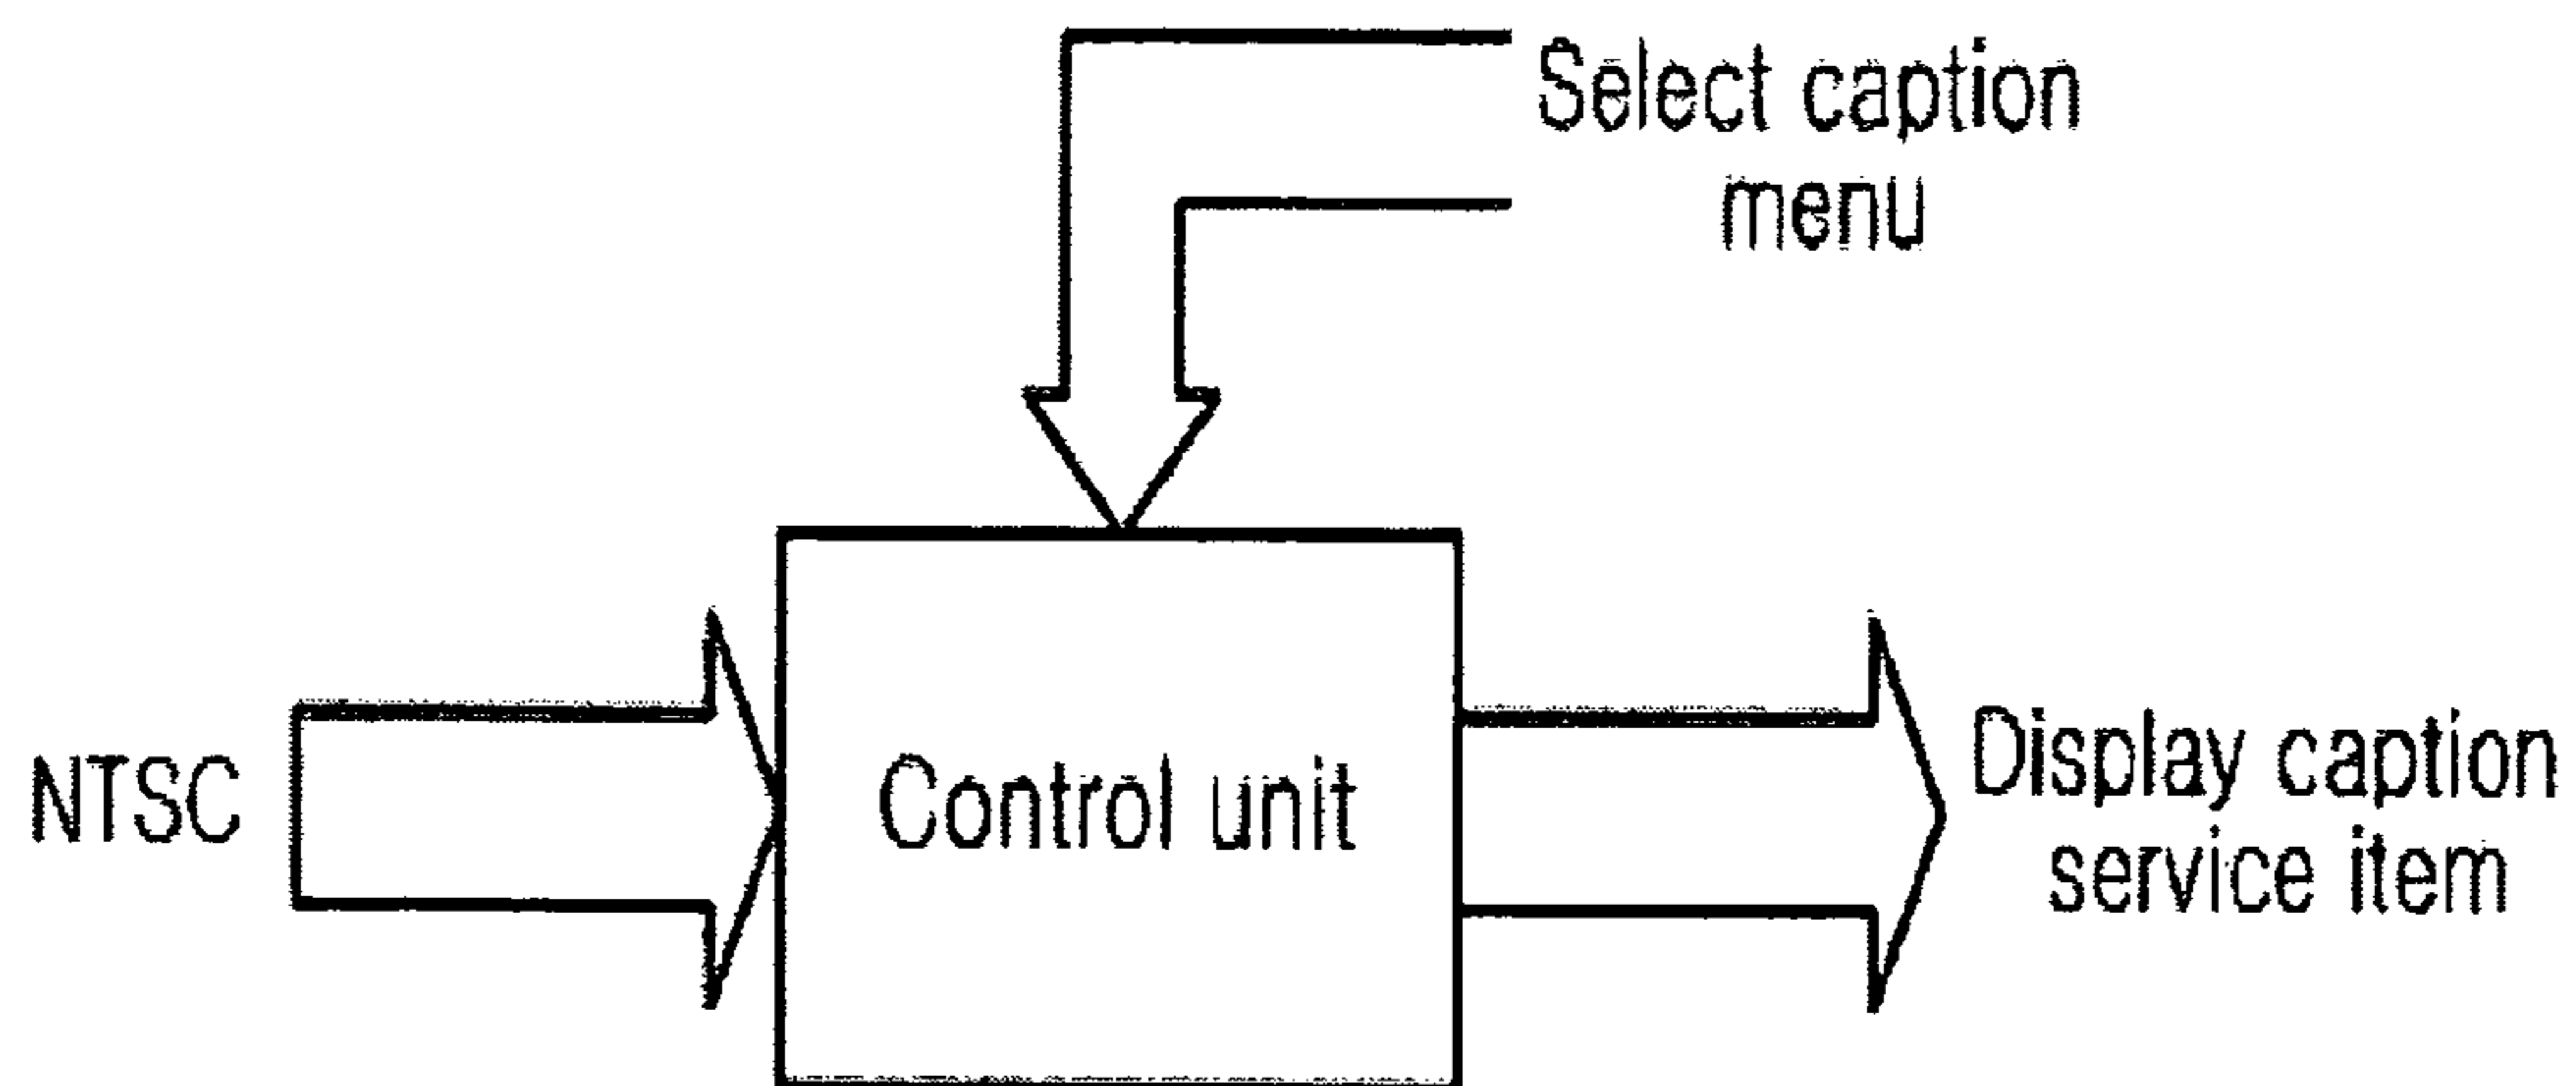 Select caption
menu
NTSC
Control unit
Display caption
service item